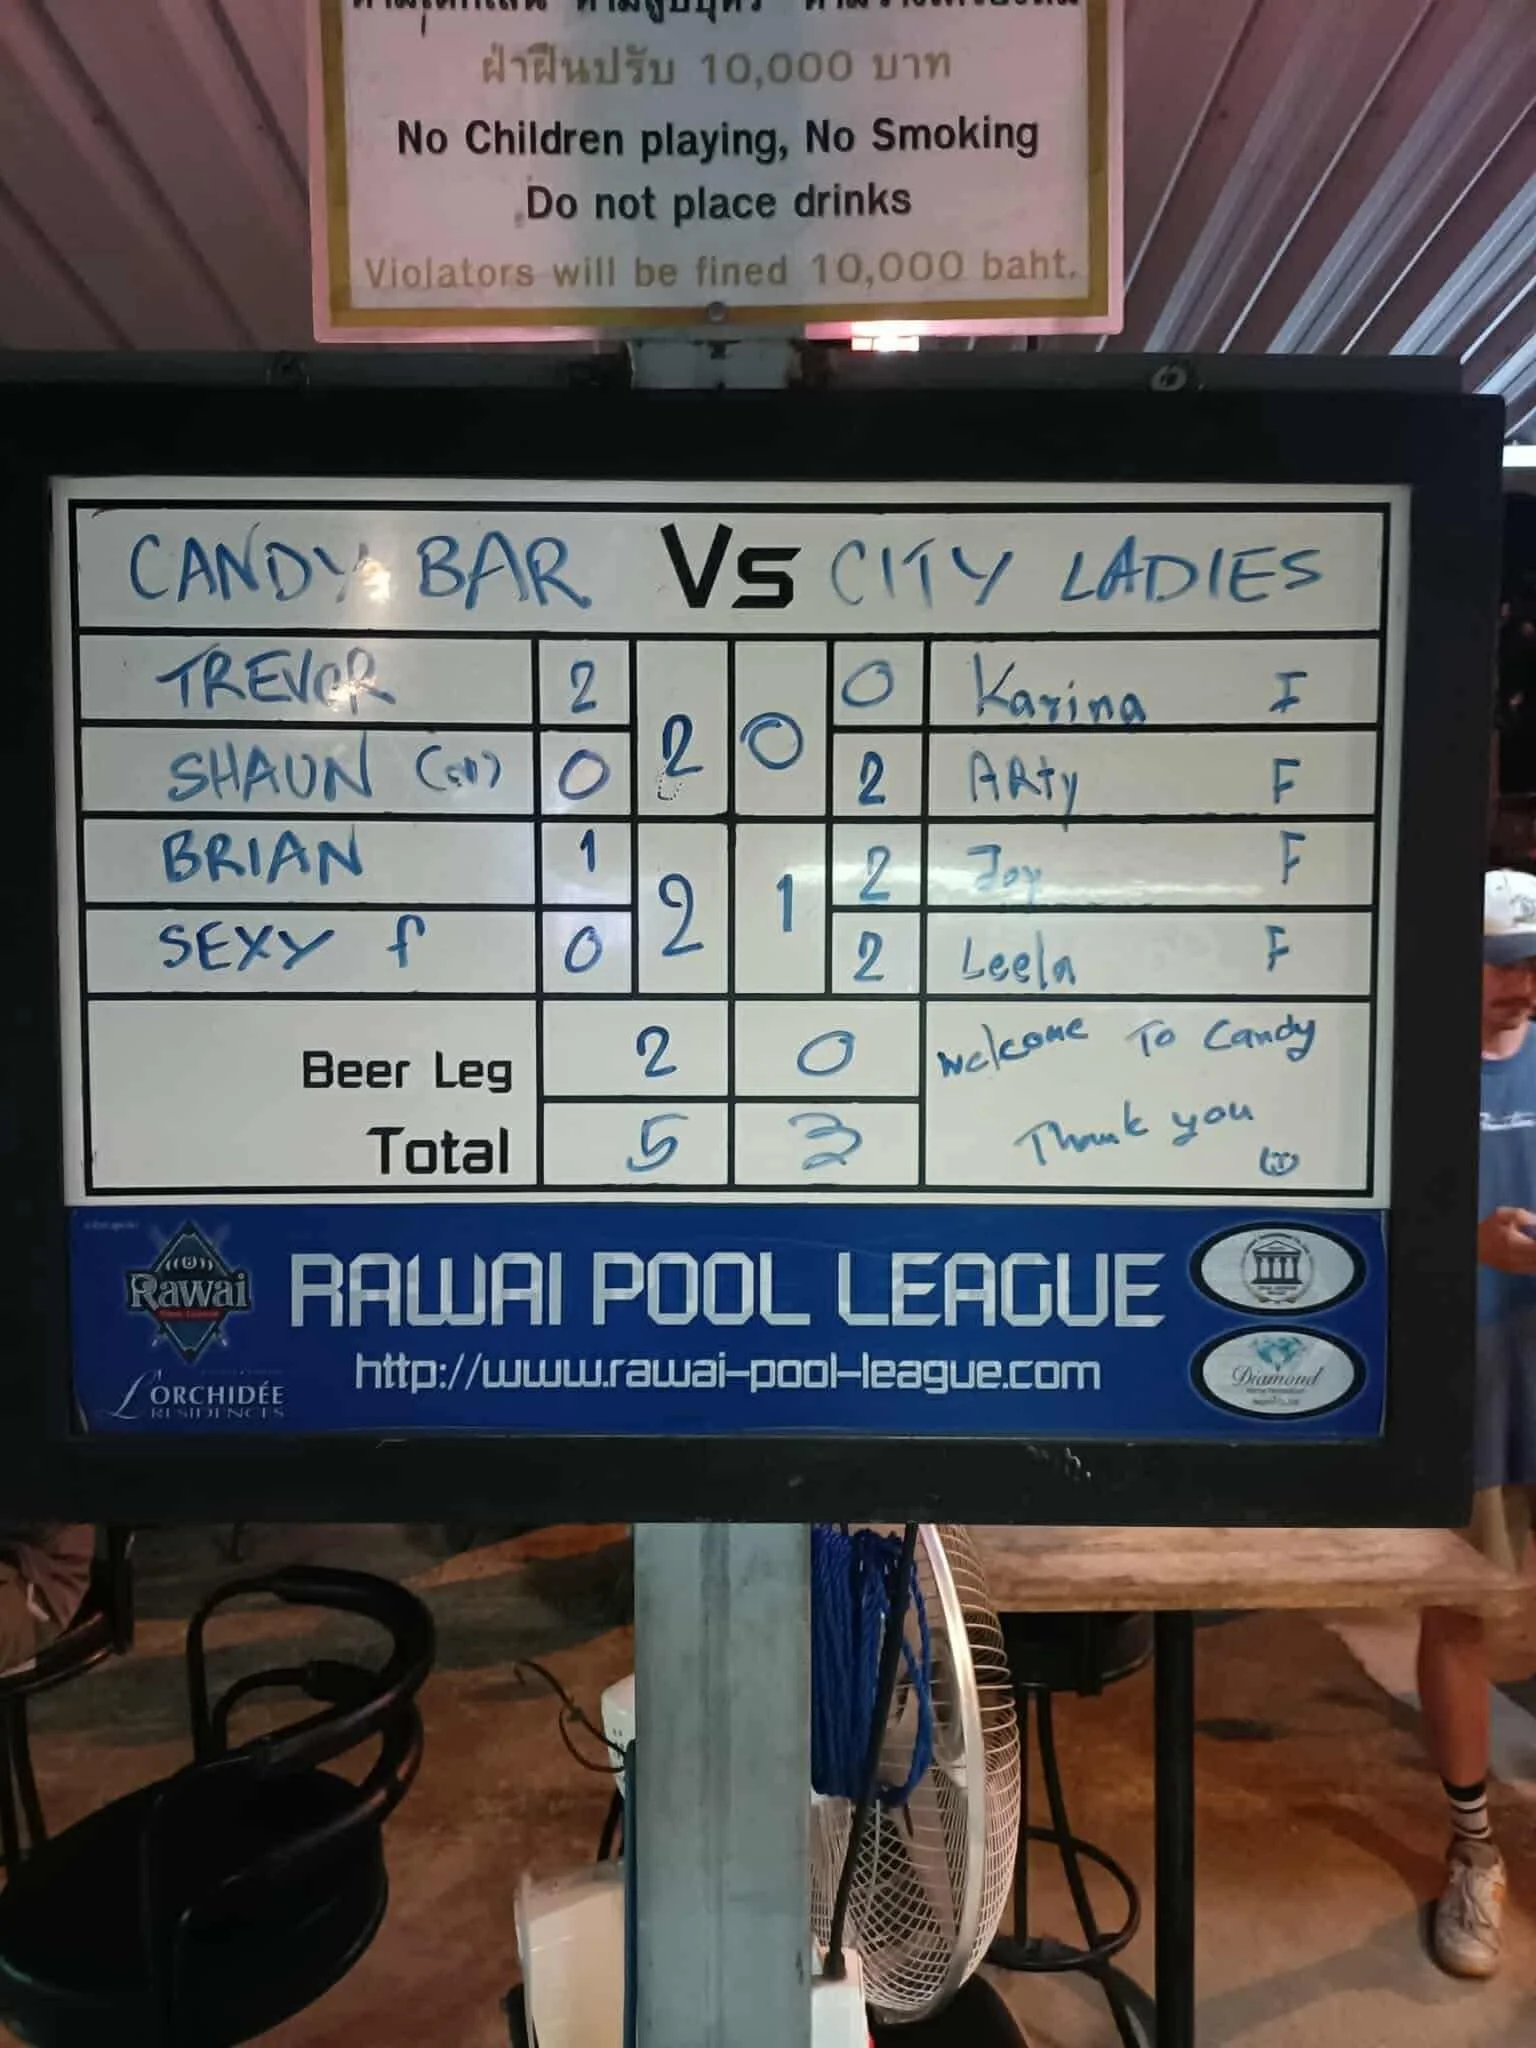 ฝ่าฝืนปรับ 10,000 บาท
No Children playing, No Smoking
Do not place drinks
Violators will be fined 10,000 baht.
CANDY BAR Vs CITY LADIES
TREVOR 2 2 0 0 Karina F
SHAUN 0 2 ARty F
BRIAN 1 2 1 2 Joy F
SEXY f 0 2 Leela F
Beer Leg 2 0 Welcome To Candy
Total 5 3 Thank you
Rawai
RAWAI POOL LEAGUE
http://www.rawai-pool-league.com
L'ORCHIDÉE
RESIDENCES
Diamond